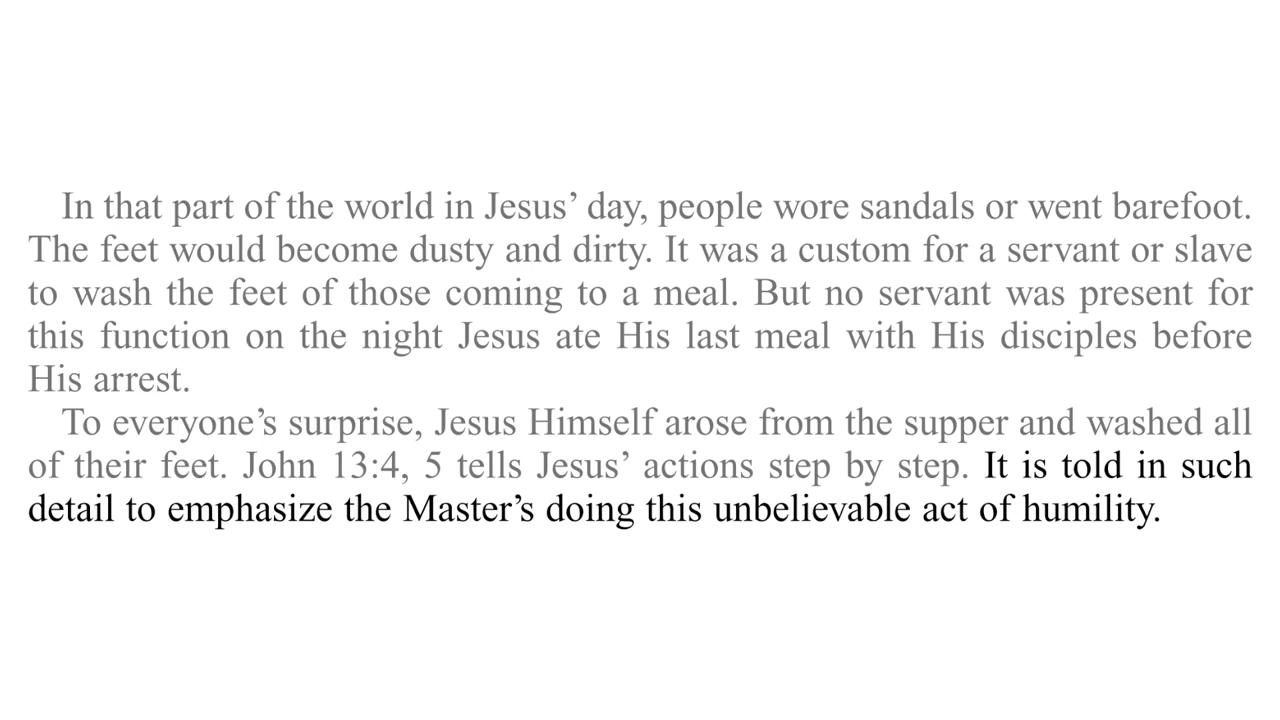 In that part of the world in Jesus’ day, people wore sandals or went barefoot.
The feet would become dusty and dirty. It was a custom for a servant or slave
to wash the feet of those coming to a meal. But no servant was present for
this function on the night Jesus ate His last meal with His disciples before
His arrest.
To everyone’s surprise, Jesus Himself arose from the supper and washed all
of their feet. John 13:4, 5 tells Jesus’ actions step by step. It is told in such
detail to emphasize the Master’s doing this unbelievable act of humility.